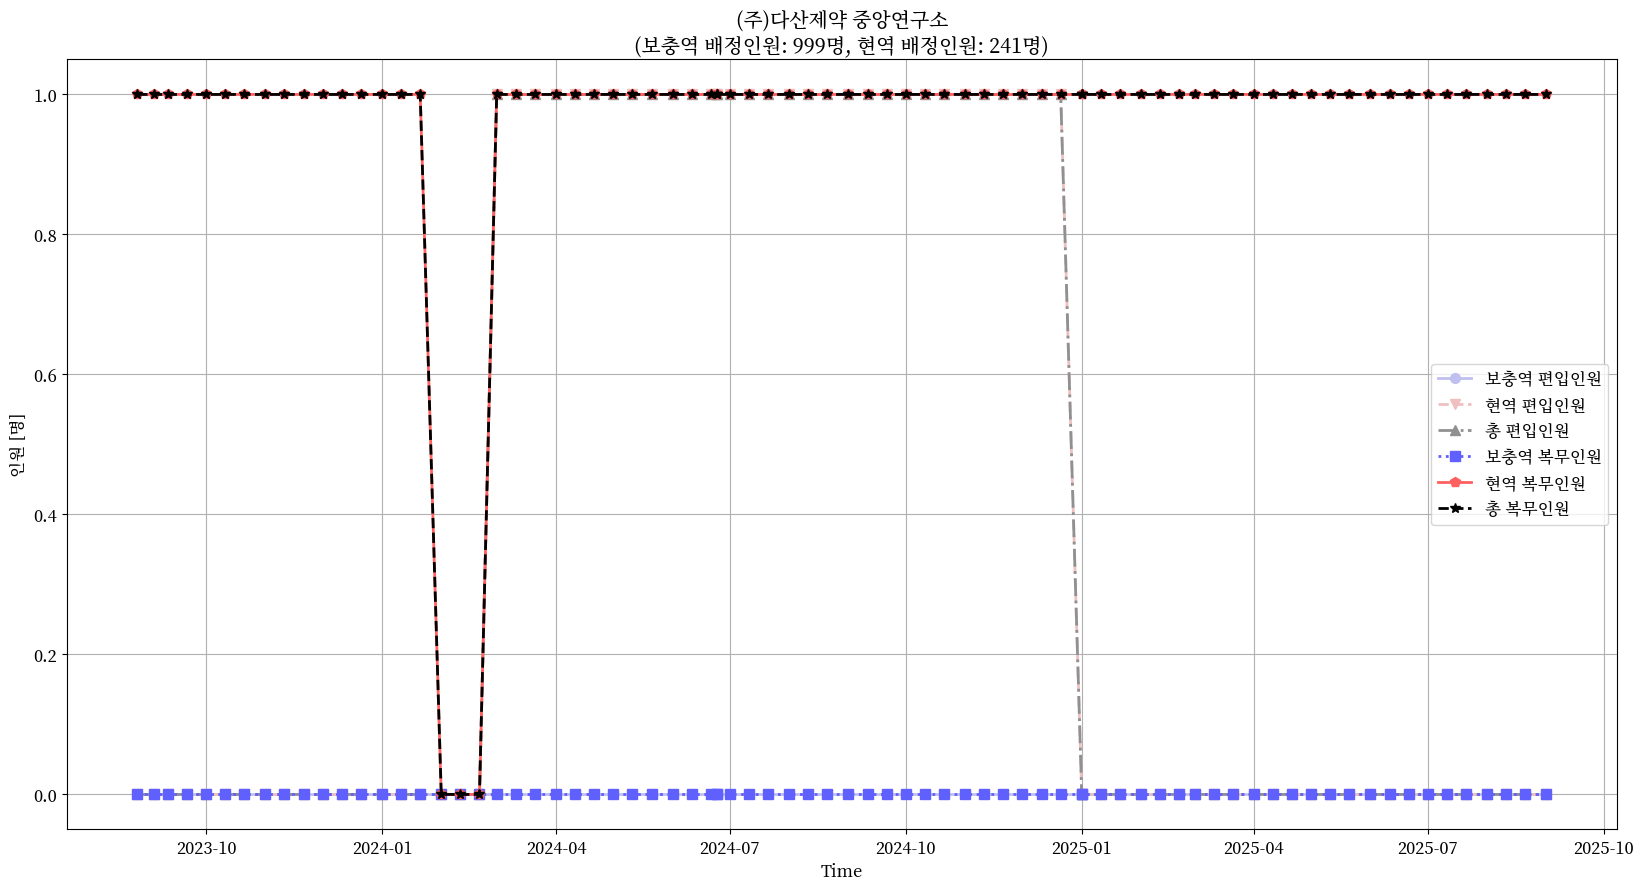 (주)다산제약 중앙연구소
(보충역 배정인원: 999명, 현역 배정인원: 241명)
1.0
0.8
0.6
0.4
0.2
0.0
인원 [명]
보충역 편입인원
현역 편입인원
총 편입인원
보충역 복무인원
현역 복무인원
총 복무인원
2023-10
2024-01
2024-04
2024-07
2024-10
2025-01
2025-04
2025-07
2025-10
Time